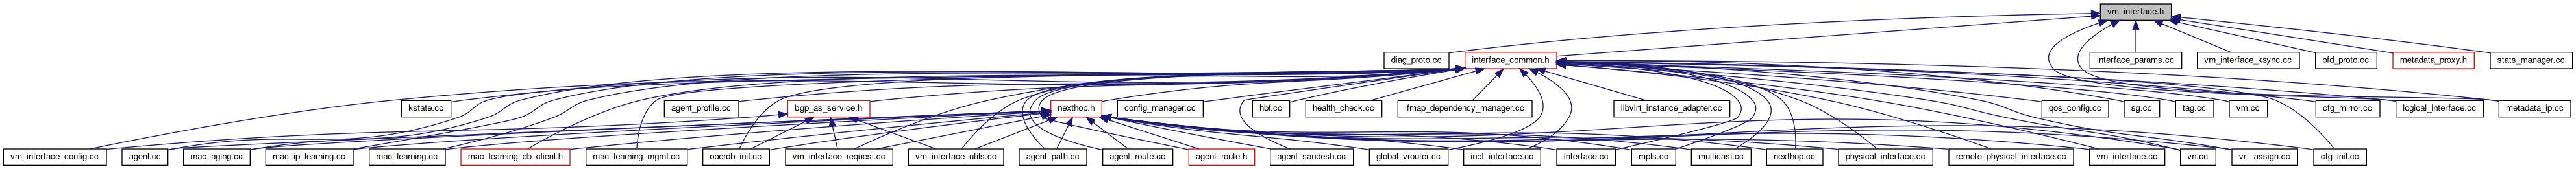 vm_interface.h
diag_proto.cc
interface_common.h
interface_params.cc
vm_interface_ksync.cc
bfd_proto.cc
metadata_proxy.h
stats_manager.cc
kstate.cc
agent_profile.cc
bgp_as_service.h
nexthop.h
config_manager.cc
hbf.cc
health_check.cc
ifmap_dependency_manager.cc
libvirt_instance_adapter.cc
qos_config.cc
sg.cc
tag.cc
vm.cc
cfg_mirror.cc
logical_interface.cc
metadata_ip.cc
vm_interface_config.cc
agent.cc
mac_aging.cc
mac_ip_learning.cc
mac_learning.cc
mac_learning_db_client.h
mac_learning_mgmt.cc
operdb_init.cc
vm_interface_request.cc
vm_interface_utils.cc
agent_path.cc
agent_route.cc
agent_route.h
agent_sandesh.cc
global_vrouter.cc
inet_interface.cc
interface.cc
mpls.cc
multicast.cc
nexthop.cc
physical_interface.cc
remote_physical_interface.cc
vm_interface.cc
vn.cc
vrf_assign.cc
cfg_init.cc